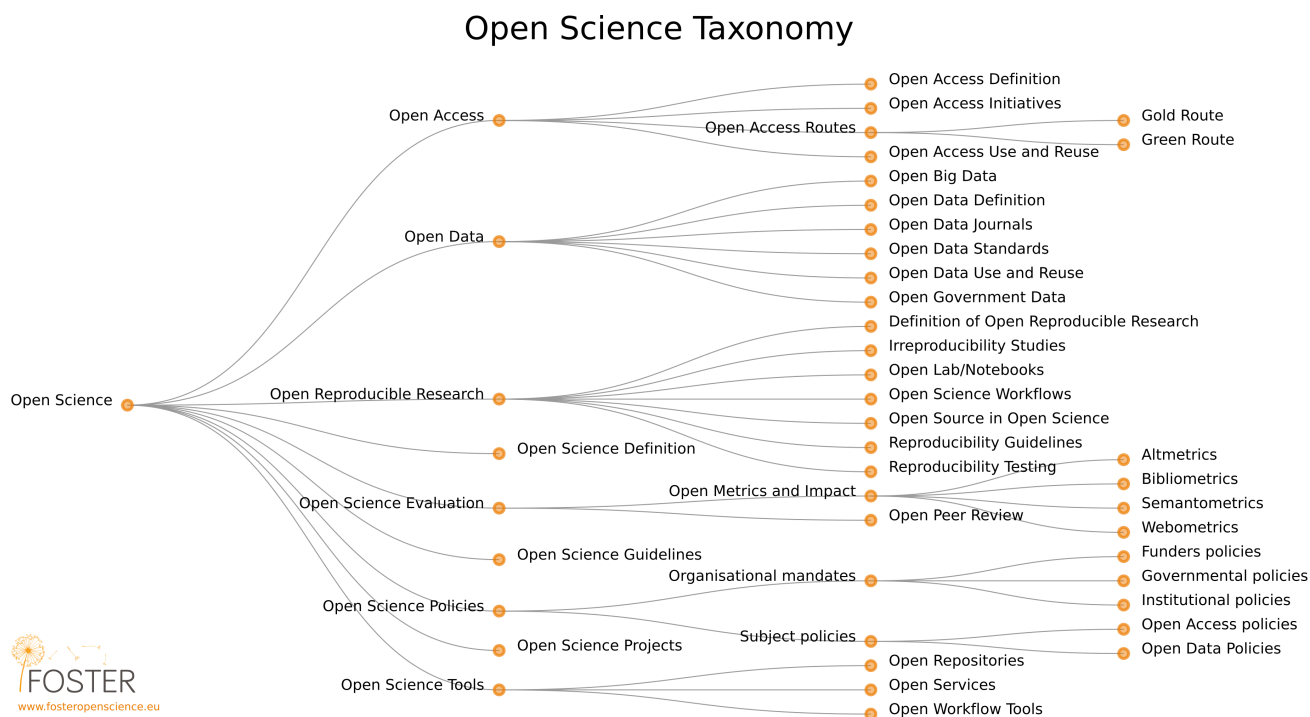 Open Science Taxonomy
Open Access Definition
Open Access Initiatives
Open Access
Gold Route
Open Access Routes
Green Route
Open Access Use and Reuse
Open Big Data
Open Data Definition
Open Data Journals
Open Data
Open Data Standards
Open Data Use and Reuse
Open Government Data
Definition of Open Reproducible Research
Irreproducibility Studies
Open Lab/Notebooks
Open Reproducible Research
Open Science Workflows
Open Science
Open Source in Open Science
Reproducibility Guidelines
Open Science Definition
Altmetrics
Reproducibility Testing
Bibliometrics
Open Metrics and Impact
Open Science Evaluation
Semantometrics
Open Peer Review
Webometrics
Open Science Guidelines
Funders policies
Organisational mandates
Governmental policies
Institutional policies
Open Science Policies
Open Access policies
Subject policies
Open Science Projects
Open Data Policies
Open Repositories
Open Science Tools
Open Services
Open Workflow Tools
FOSTER
www.fosteropenscience.eu